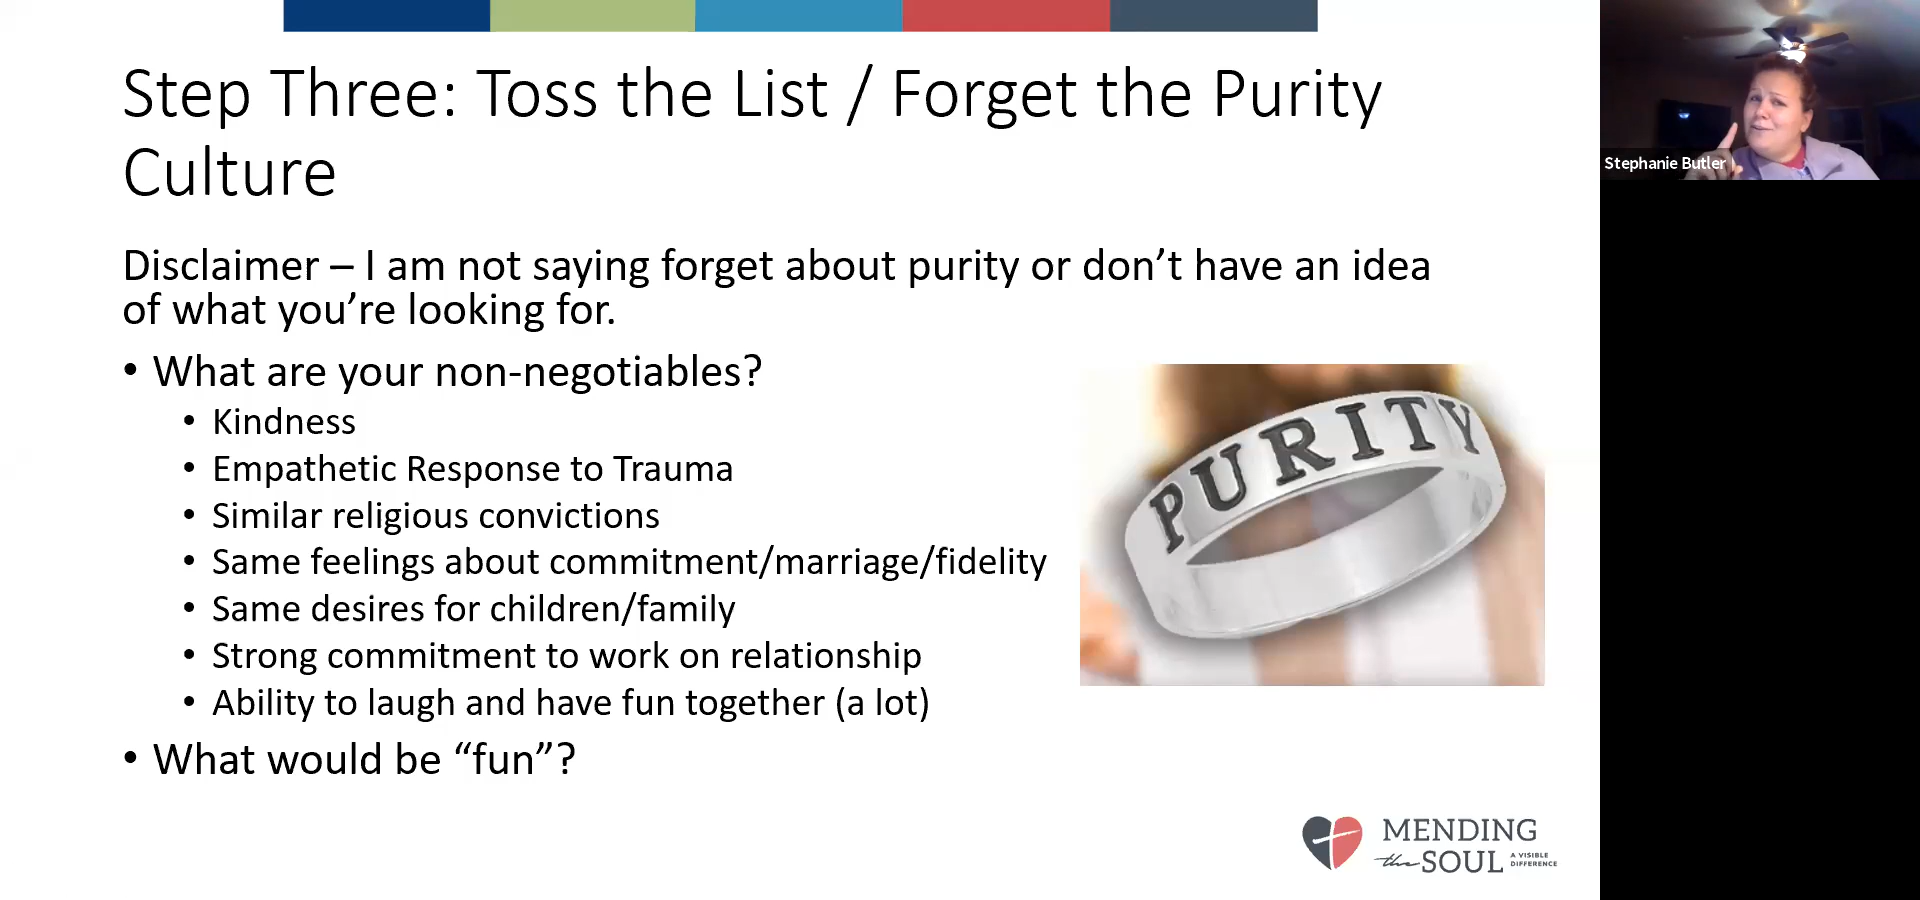 Step Three: Toss the List / Forget the Purity
Culture
Stephanie Butler
Disclaimer – I am not saying forget about purity or don’t have an idea
of what you’re looking for.
• What are your non-negotiables?
• Kindness
• Empathetic Response to Trauma
• Similar religious convictions
• Same feelings about commitment/marriage/fidelity
• Same desires for children/family
• Strong commitment to work on relationship
• Ability to laugh and have fun together (a lot)
• What would be “fun”?
PURITY
MENDING
the SOUL
A VISIBLE
DIFFERENCE